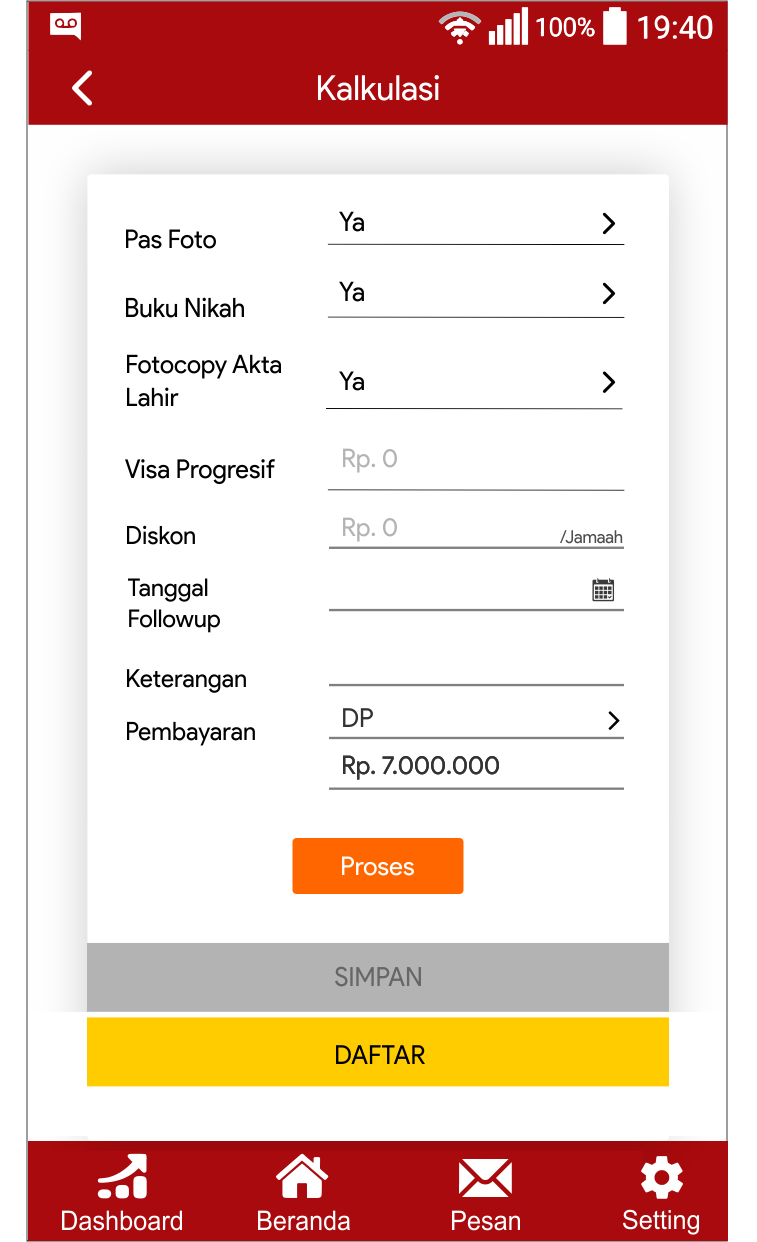 100% 19:40
Kalkulasi
Pas Foto
Ya
Buku Nikah
Ya
Fotocopy Akta
Lahir
Ya
Visa Progresif
Rp. 0
Diskon
Rp. 0
/Jamaah
Tanggal
Followup
Keterangan
Pembayaran
DP
Rp. 7.000.000
Proses
SIMPAN
DAFTAR
Dashboard
Beranda
Pesan
Setting